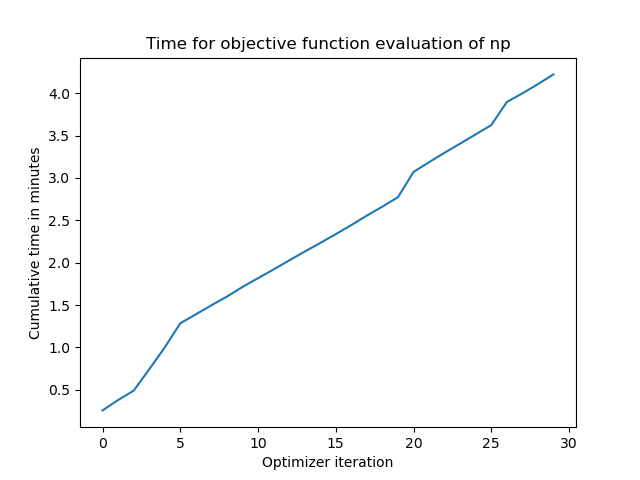 Time for objective function evaluation of np
Cumulative time in minutes
4.0
3.5
3.0
2.5
2.0
1.5
1.0
0.5
0 5 10 15 20 25 30
Optimizer iteration